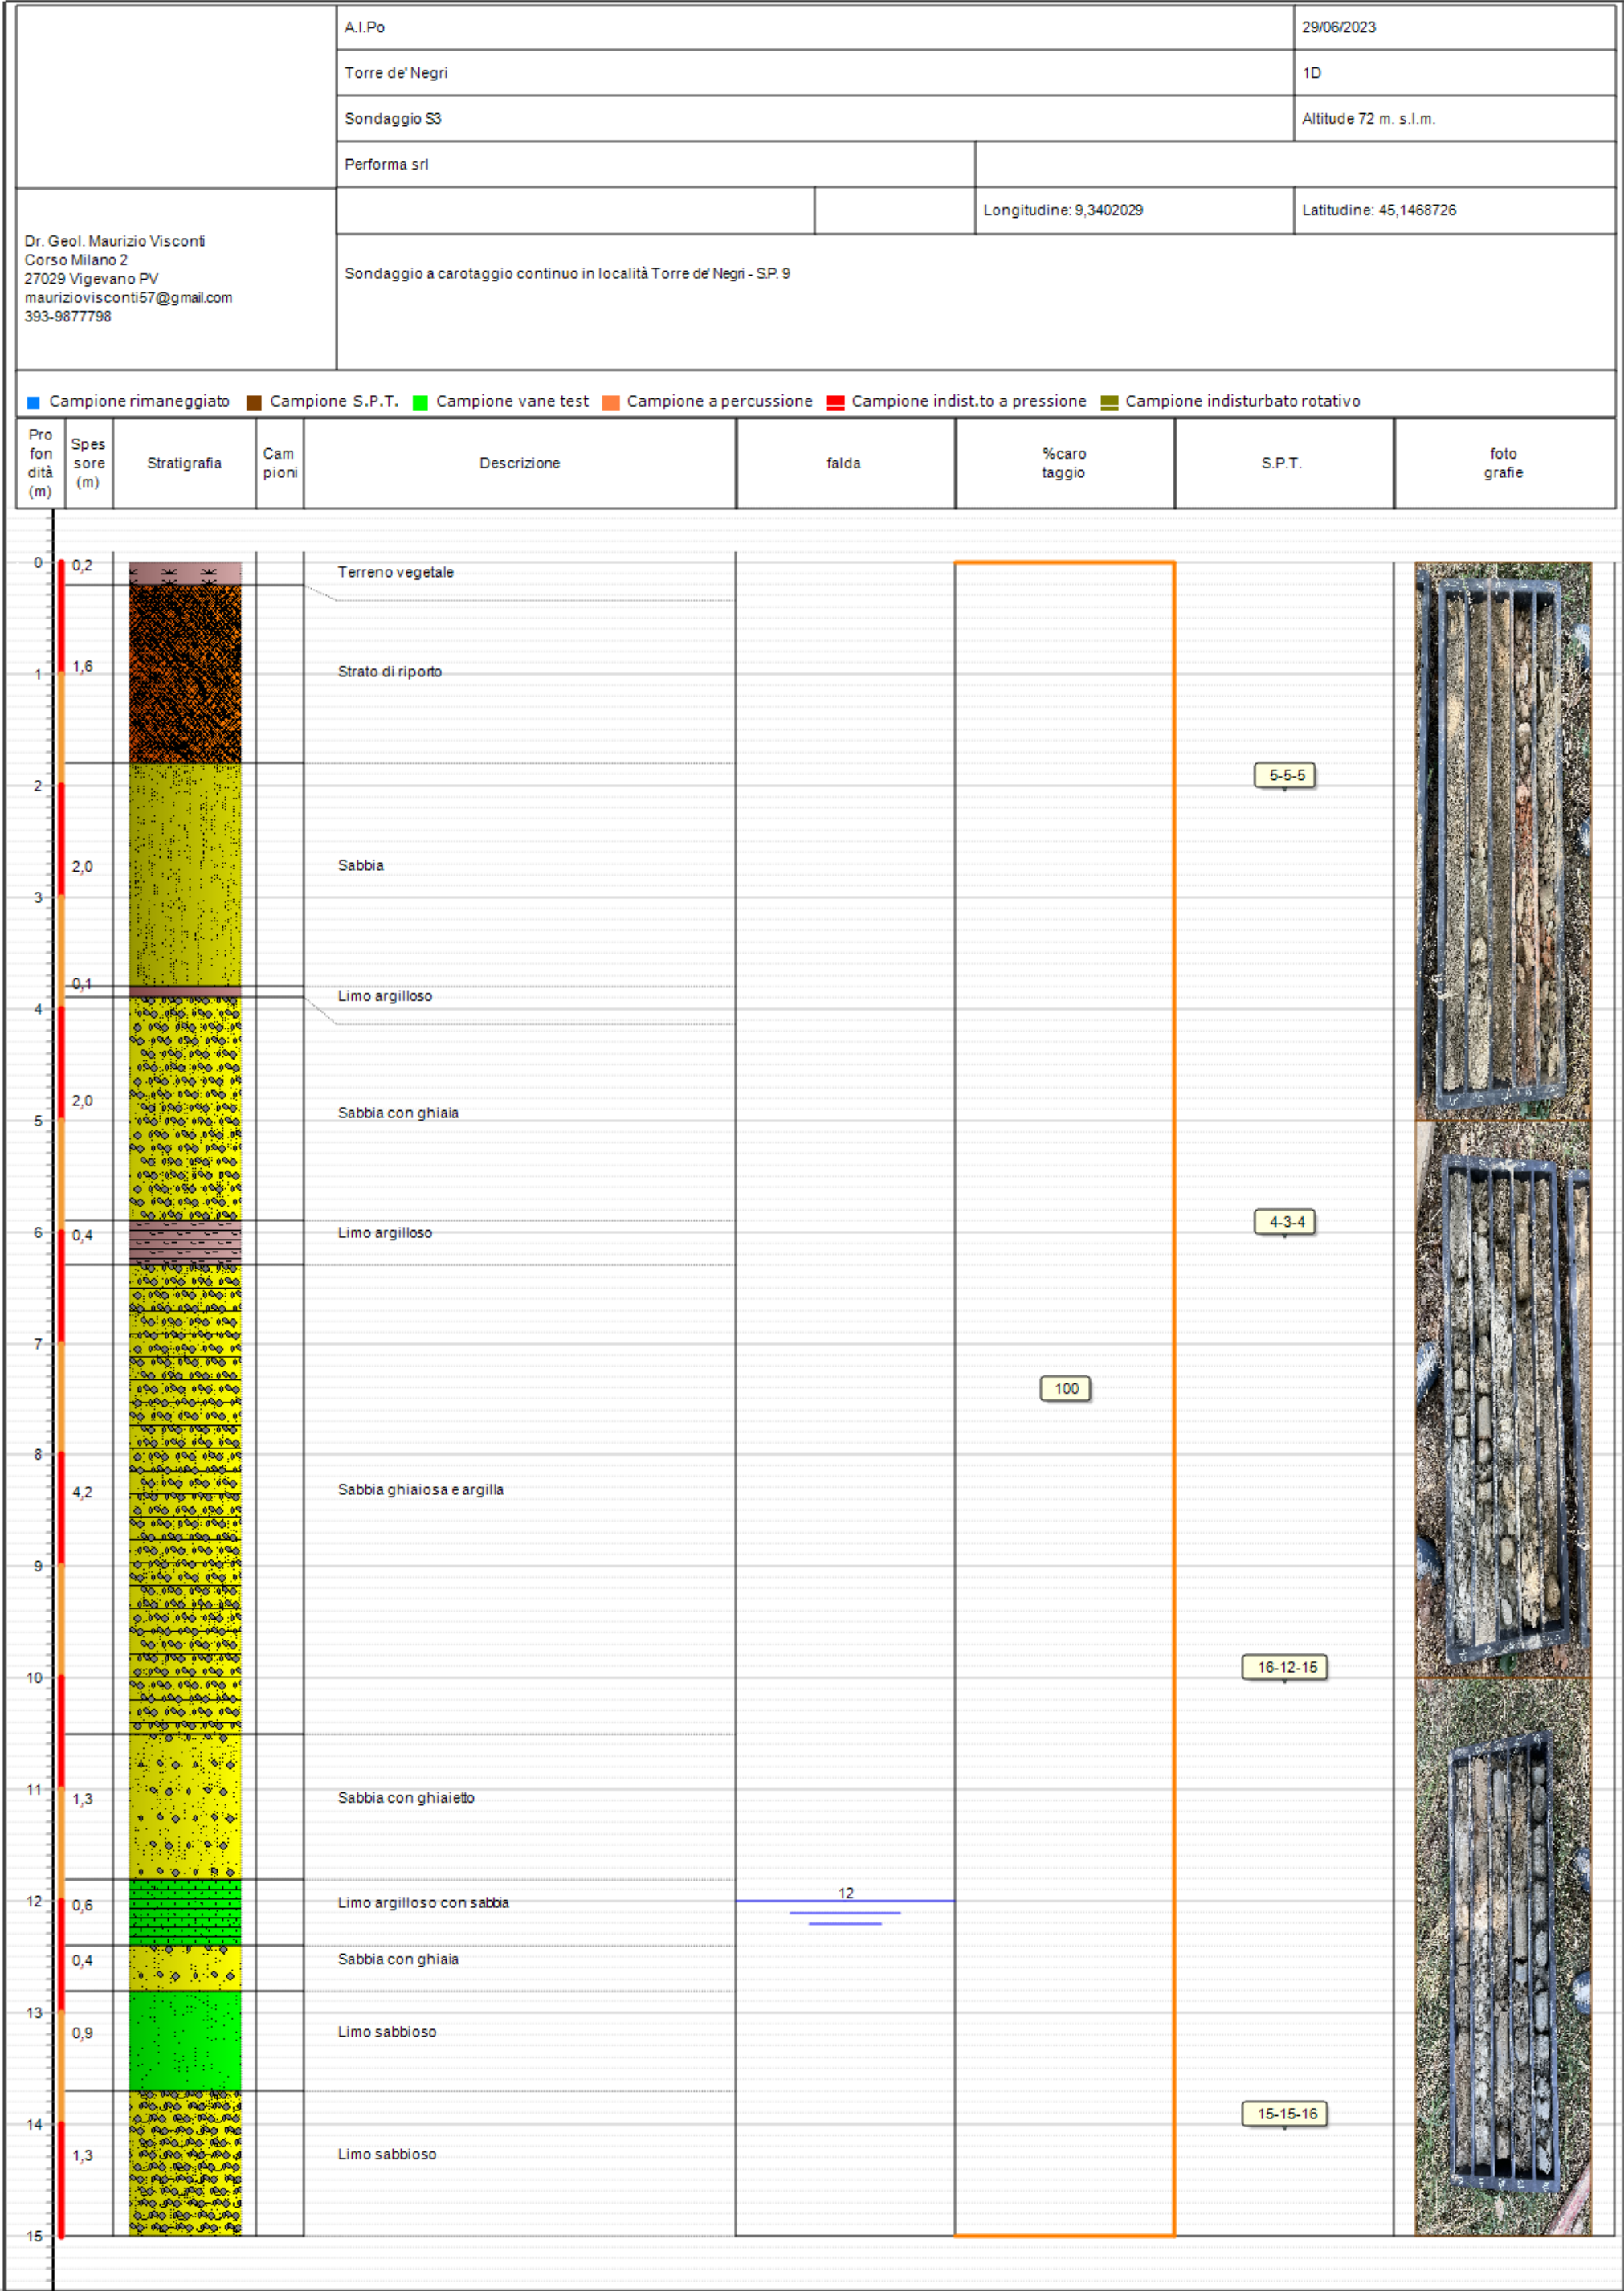 A.I.Po
29/06/2023
Torre de' Negri
1D
Sondaggio S3
Altitude 72 m. s.l.m.
Performa srl
Longitudine: 9,3402029
Latitudine: 45,1468726
Dr. Geol. Maurizio Visconti
Corso Milano 2
27029 Vigevano PV
mauriziovisconti57@gmail.com
393-9877798
Sondaggio a carotaggio continuo in località Torre de' Negri - S.P. 9
Campione rimaneggiato Campione S.P.T. Campione vane test Campione a percussione Campione indist.to a pressione Campione indisturbato rotativo
Pro
fon
dità
(m)
Spes
sore
(m)
Stratigrafia
Cam
pioni
Descrizione
falda
%caro
taggio
S.P.T.
foto
grafie
0
0,2
Terreno vegetale
1
1,6
Strato di riporto
2
5-5-5
2,0
Sabbia
3
0,1
Limo argilloso
4
2,0
Sabbia con ghiaia
5
6
0,4
Limo argilloso
4-3-4
7
100
8
4,2
Sabbia ghiaiosa e argilla
9
10
16-12-15
11
1,3
Sabbia con ghiaietto
12
0,6
Limo argilloso con sabbia
12
0,4
Sabbia con ghiaia
13
0,9
Limo sabbioso
14
15-15-16
1,3
Limo sabbioso
15